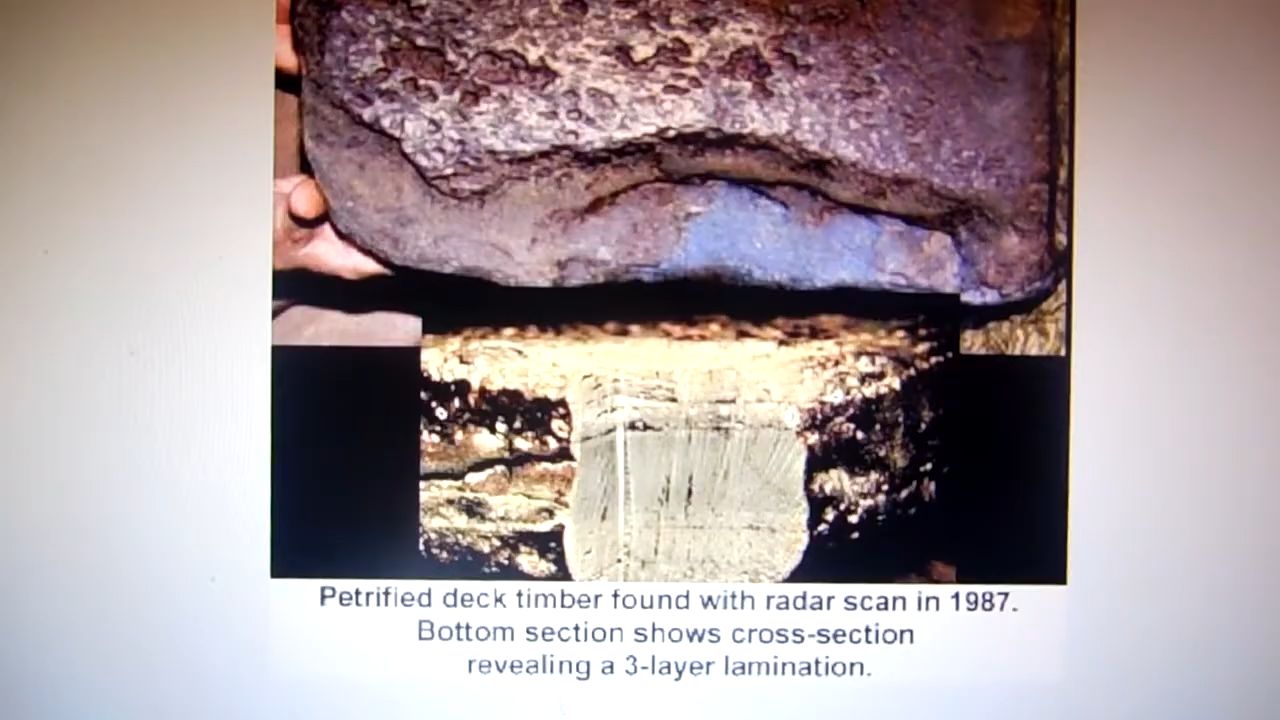 Petrified deck timber found with radar scan in 1987.
Bottom section shows cross-section
revealing a 3-layer lamination.